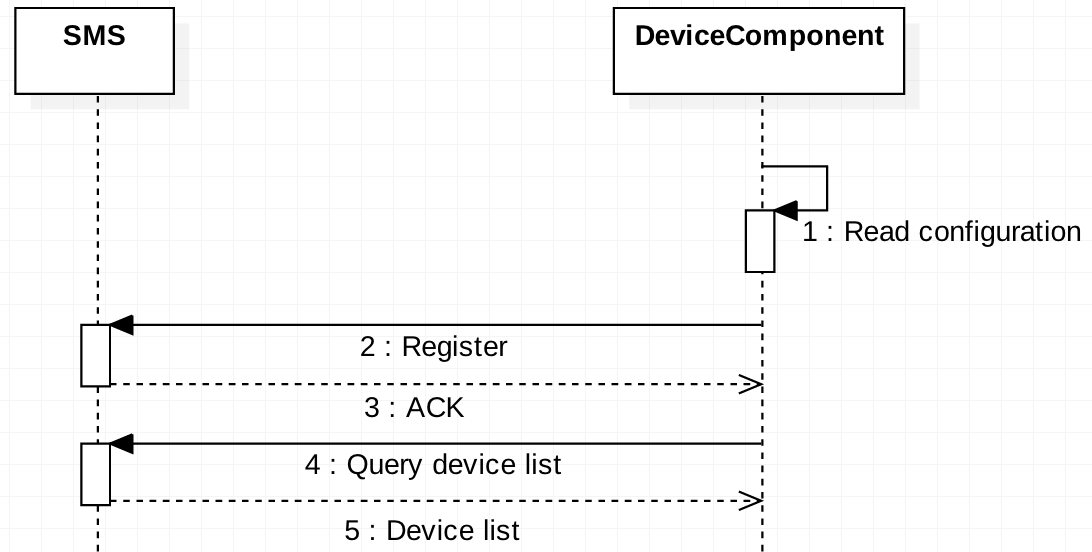 SMS
DeviceComponent
1 : Read configuration
2 : Register
3 : ACK
4 : Query device list
5 : Device list